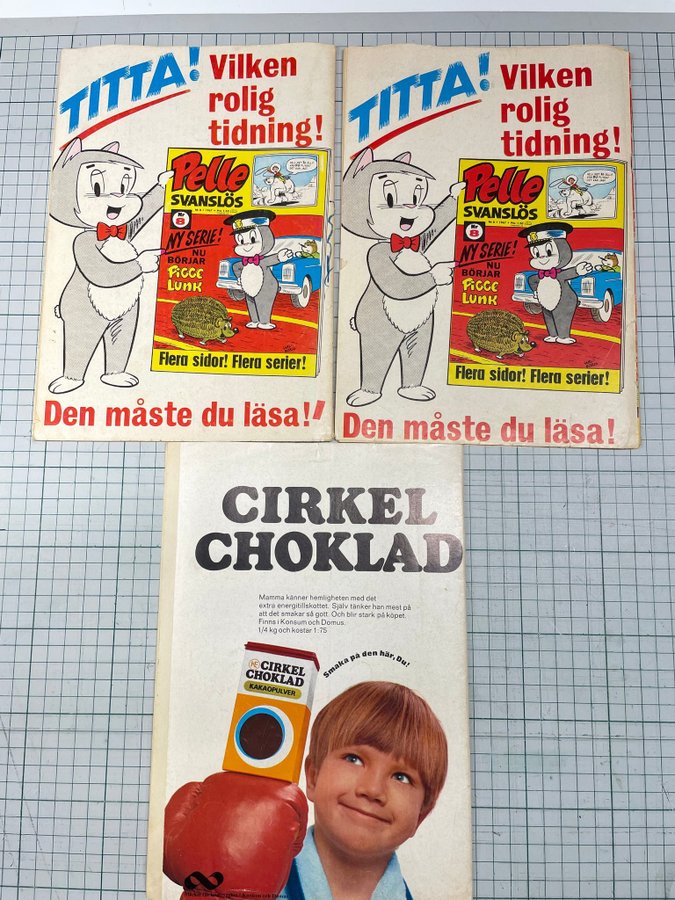 TITTA! Vilken
rolig
tidning!
Pelle
SVANSLÖS
Nr
8
NY SERIE!
NU
BÖRJAR
PIGGE
LUNK
Flera sidor! Flera serier!
Den måste du läsa!
TITTA! Vilken
rolig
tidning!
Pelle
SVANSLÖS
Nr
8
NY SERIE!
NU
BÖRJAR
PIGGE
LUNK
Flera sidor! Flera serier!
Den måste du läsa!
CIRKEL
CHOKLAD
Mamma känner hemligheten med det
extra energitillskottet. Själv tänker han mest på
att det smakar så gott. Och blir stark på köpet.
Finns i Konsum och Domus.
1/4 kg och kostar 1:75
Smaka på den här, Du!
CIRKEL
CHOKLAD
KAKAOPULVER